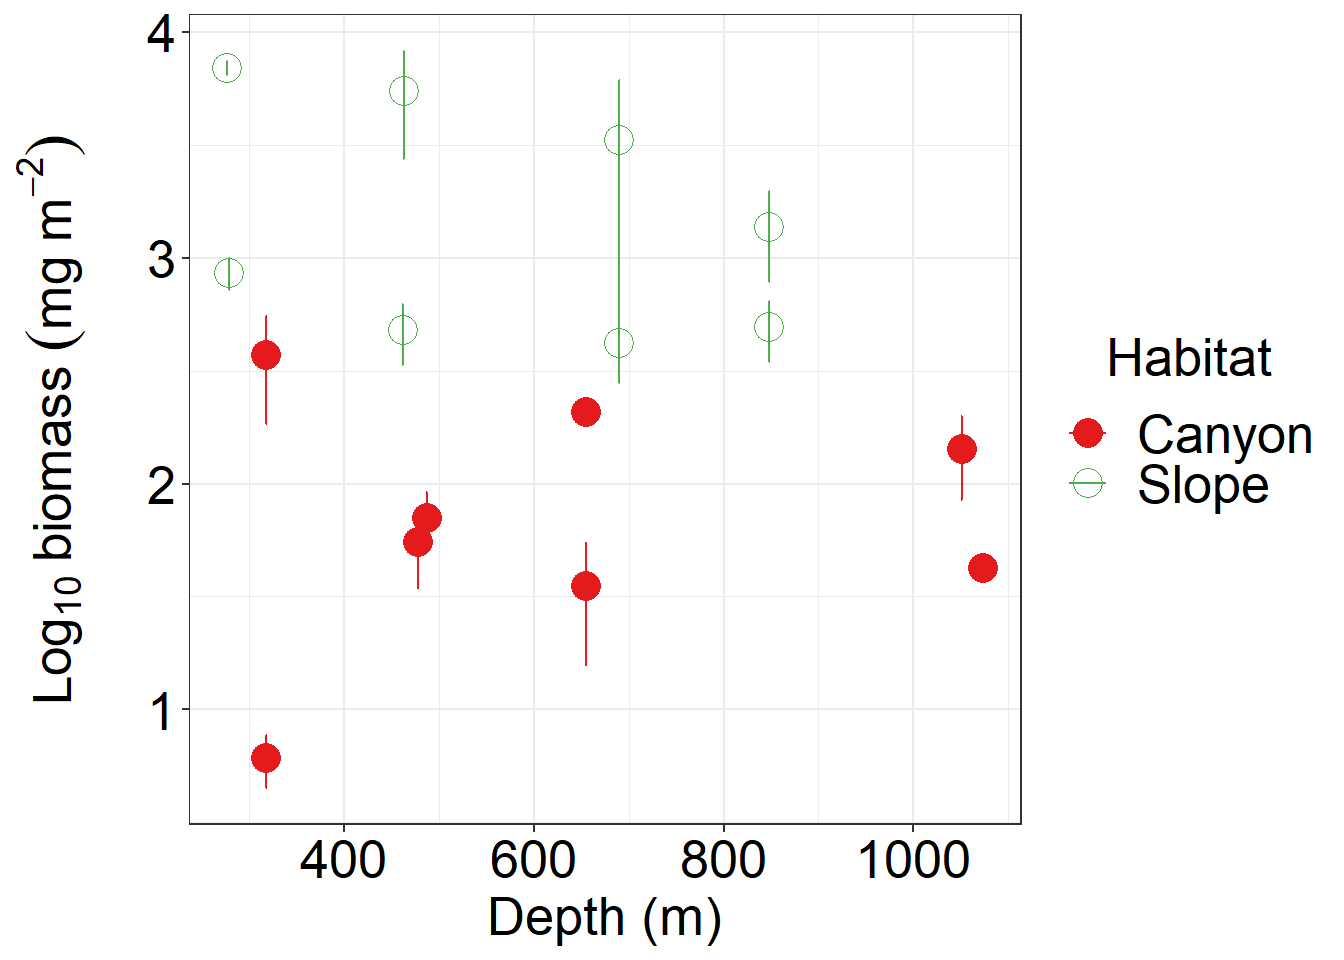 Log₁₀ biomass (mg m⁻²)
4
3
2
1
400 600 800 1000
Depth (m)
Habitat
Canyon
Slope